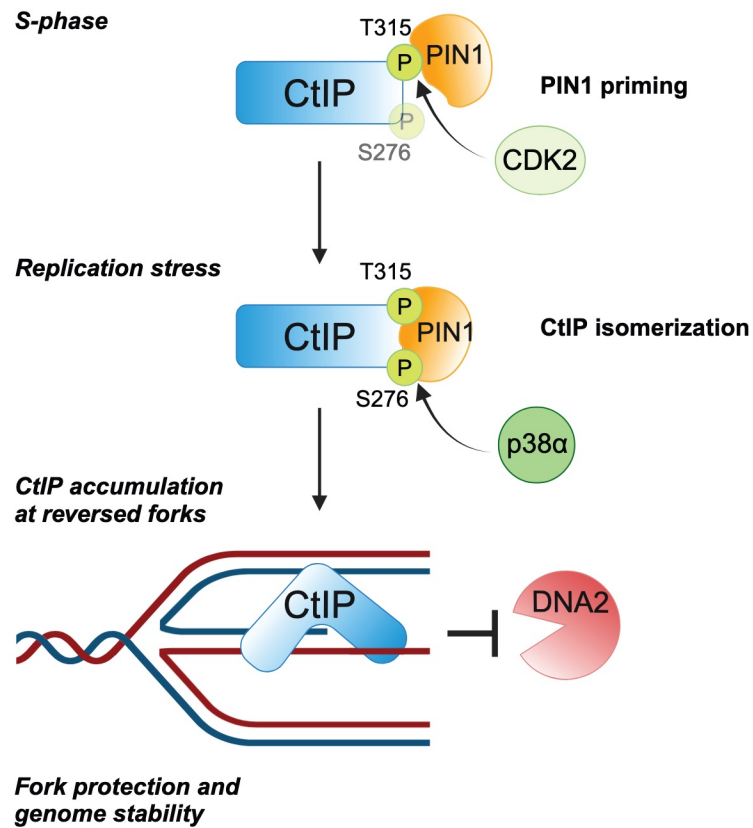 S-phase
T315
P
PIN1
CtIP
PIN1 priming
P
S276
CDK2
Replication stress
T315
P
CtIP
PIN1
CtIP isomerization
P
S276
p38α
CtIP accumulation
at reversed forks
CtIP
DNA2
Fork protection and
genome stability